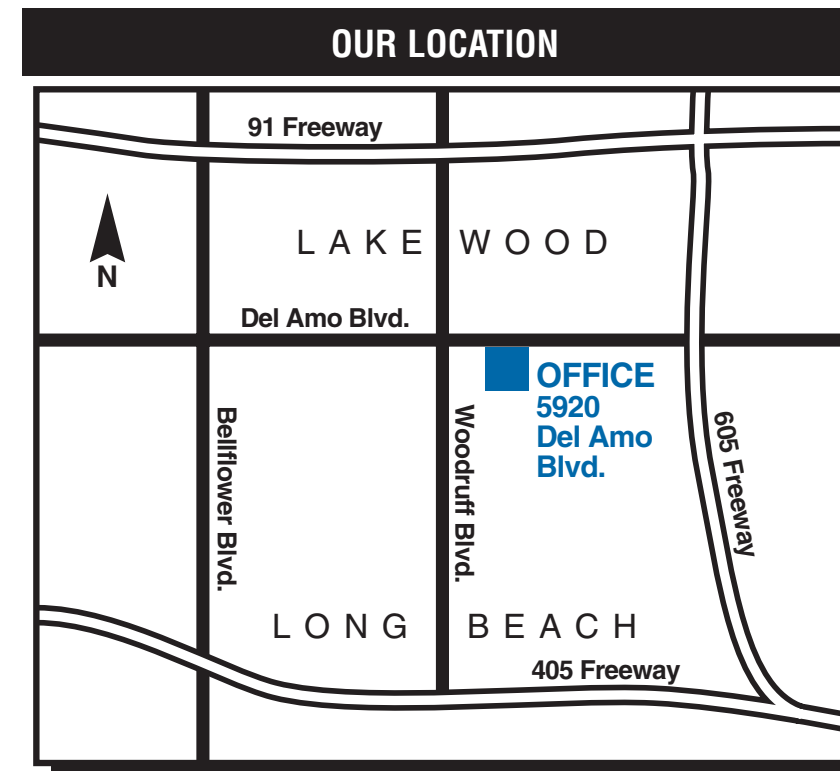 OUR LOCATION
91 Freeway
LAKEWOOD
N
Del Amo Blvd.
OFFICE
5920
Del Amo
Blvd.
Bellflower Blvd.
Woodruff Blvd.
605 Freeway
LONG BEACH
405 Freeway